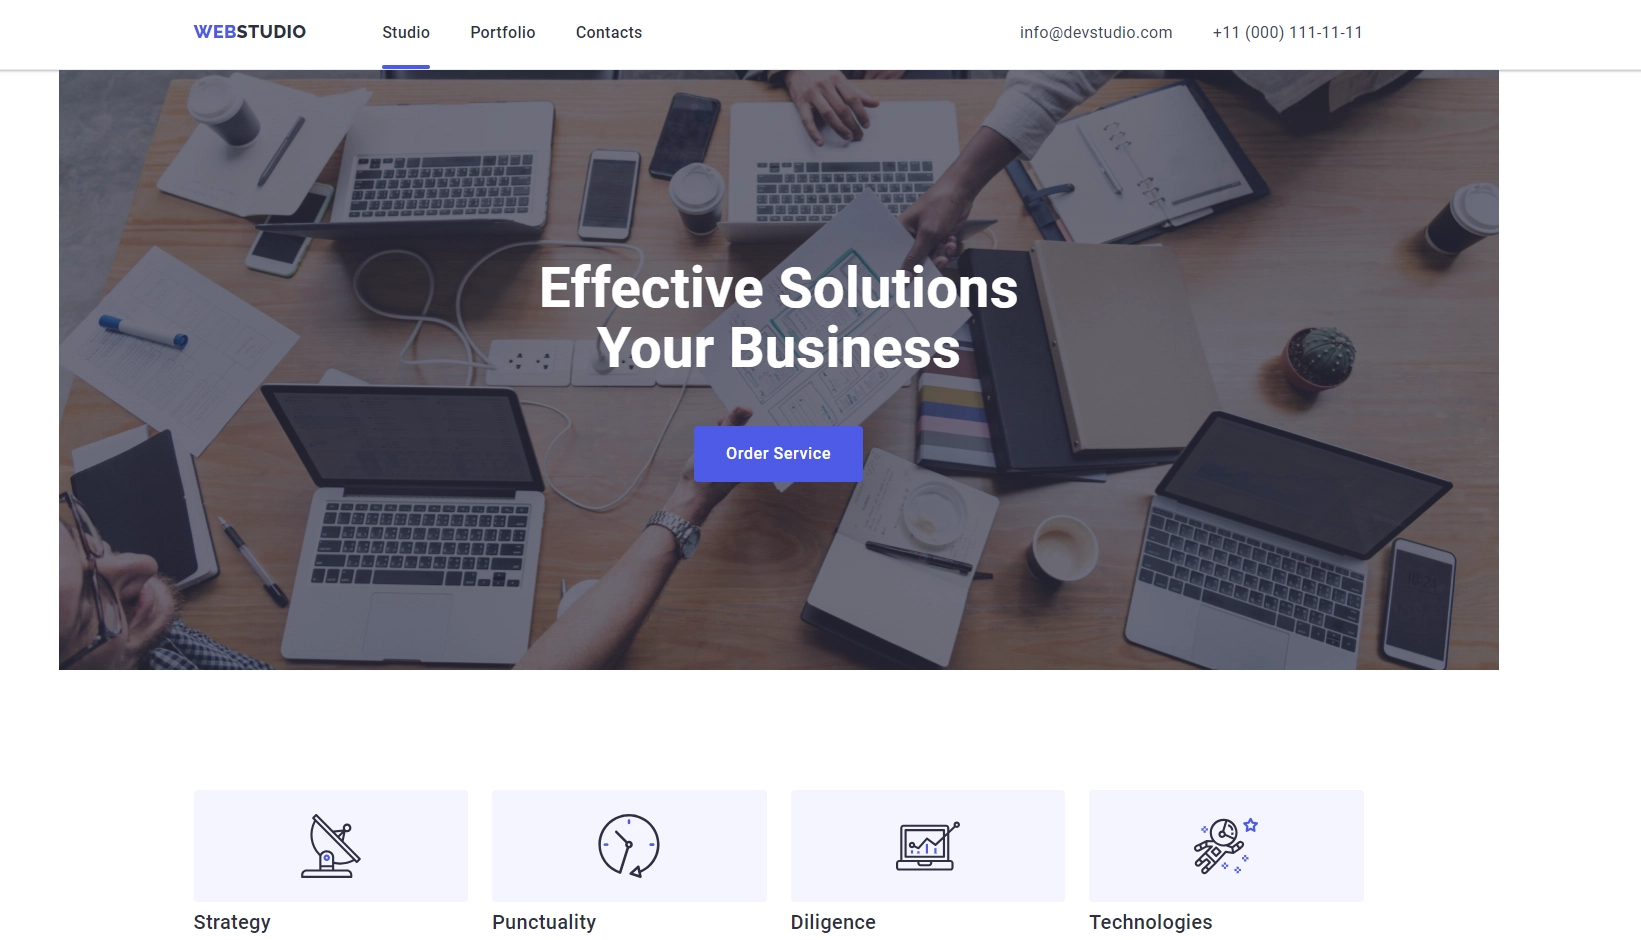 WEBSTUDIO
Studio
Portfolio
Contacts
info@devstudio.com
+11 (000) 111-11-11
Effective Solutions
Your Business
Order Service
Strategy
Punctuality
Diligence
Technologies